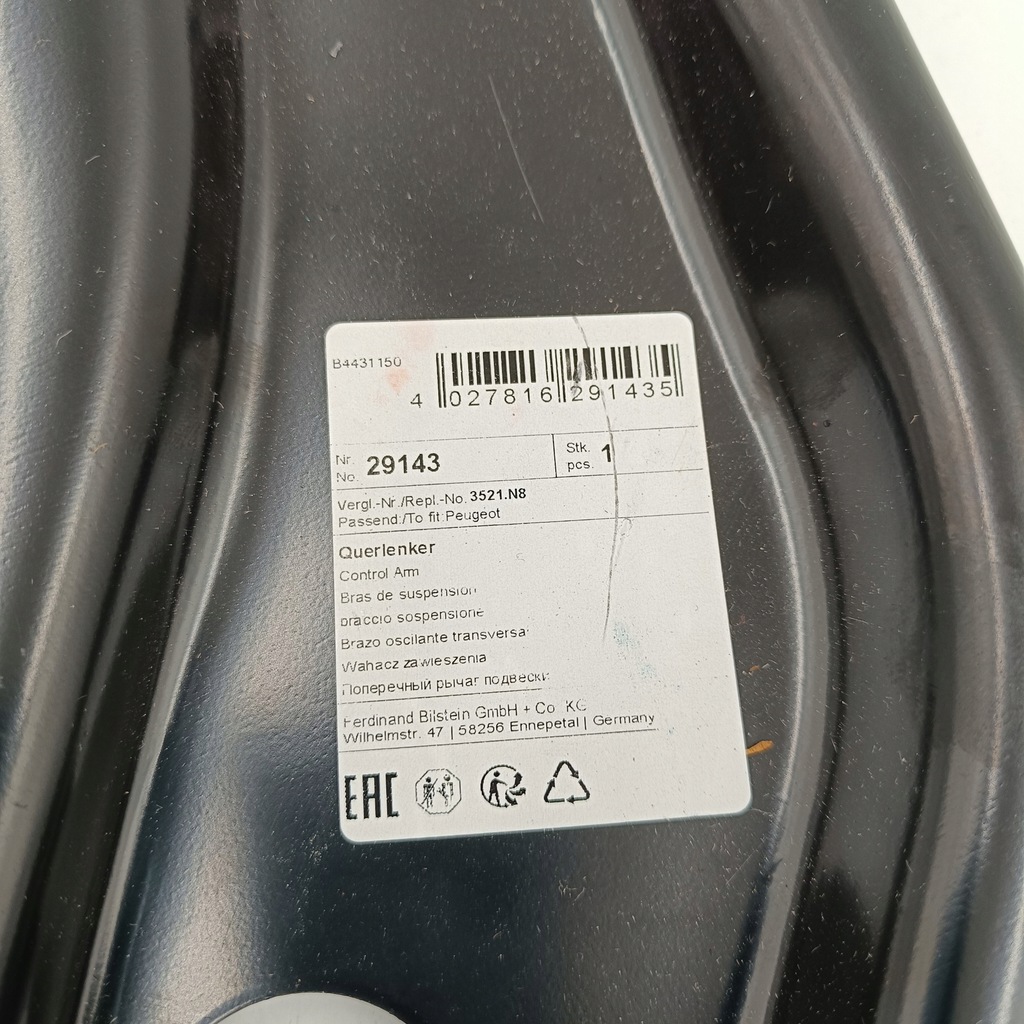 B4431150
4 027816 291435
Nr.
No. 29143
Stk.
pcs. 1
Vergl.-Nr./Repl.-No. 3521.N8
Passend:/To fit:Peugeot
Querlenker
Control Arm
Bras de suspension
braccio sospensione
Brazo oscilante transversal
Wahacz zawieszenia
Поперечный рычаг подвески
Ferdinand Bilstein GmbH + Co. KG
Wilhelmstr. 47 | 58256 Ennepetal | Germany
EAC